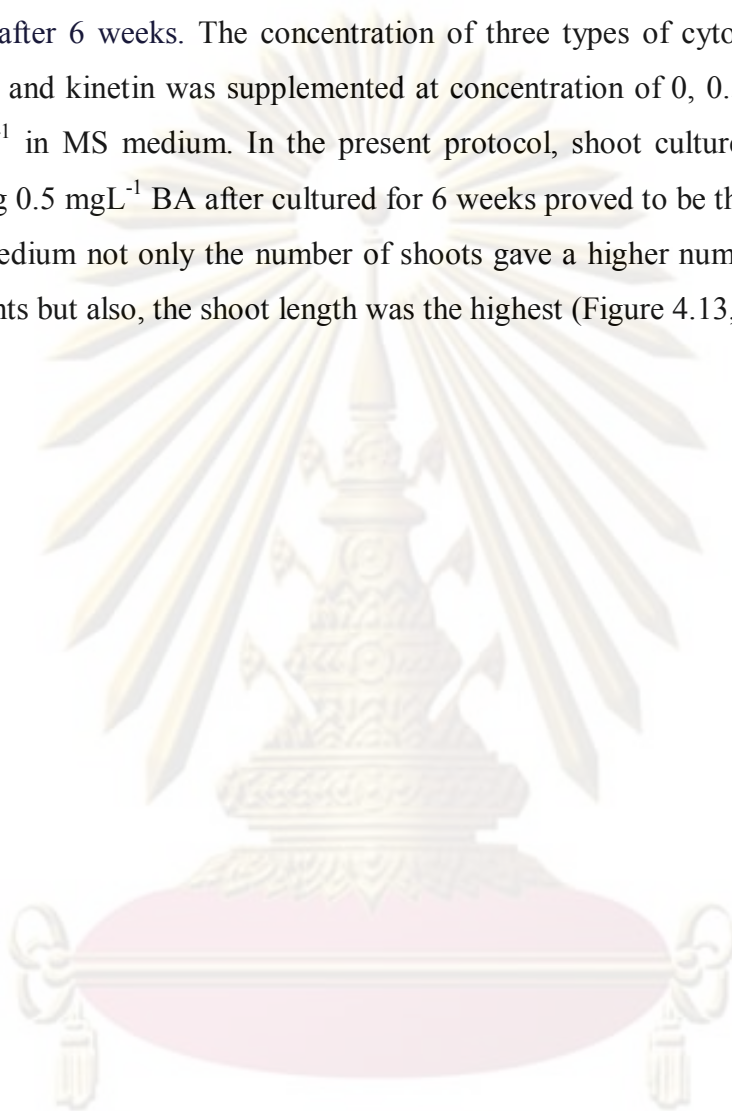 after 6 weeks. The concentration of three types of cyto
and kinetin was supplemented at concentration of 0, 0.
-1 in MS medium. In the present protocol, shoot culture
g 0.5 mgL-1 BA after cultured for 6 weeks proved to be th
edium not only the number of shoots gave a higher num
nts but also, the shoot length was the highest (Figure 4.13,